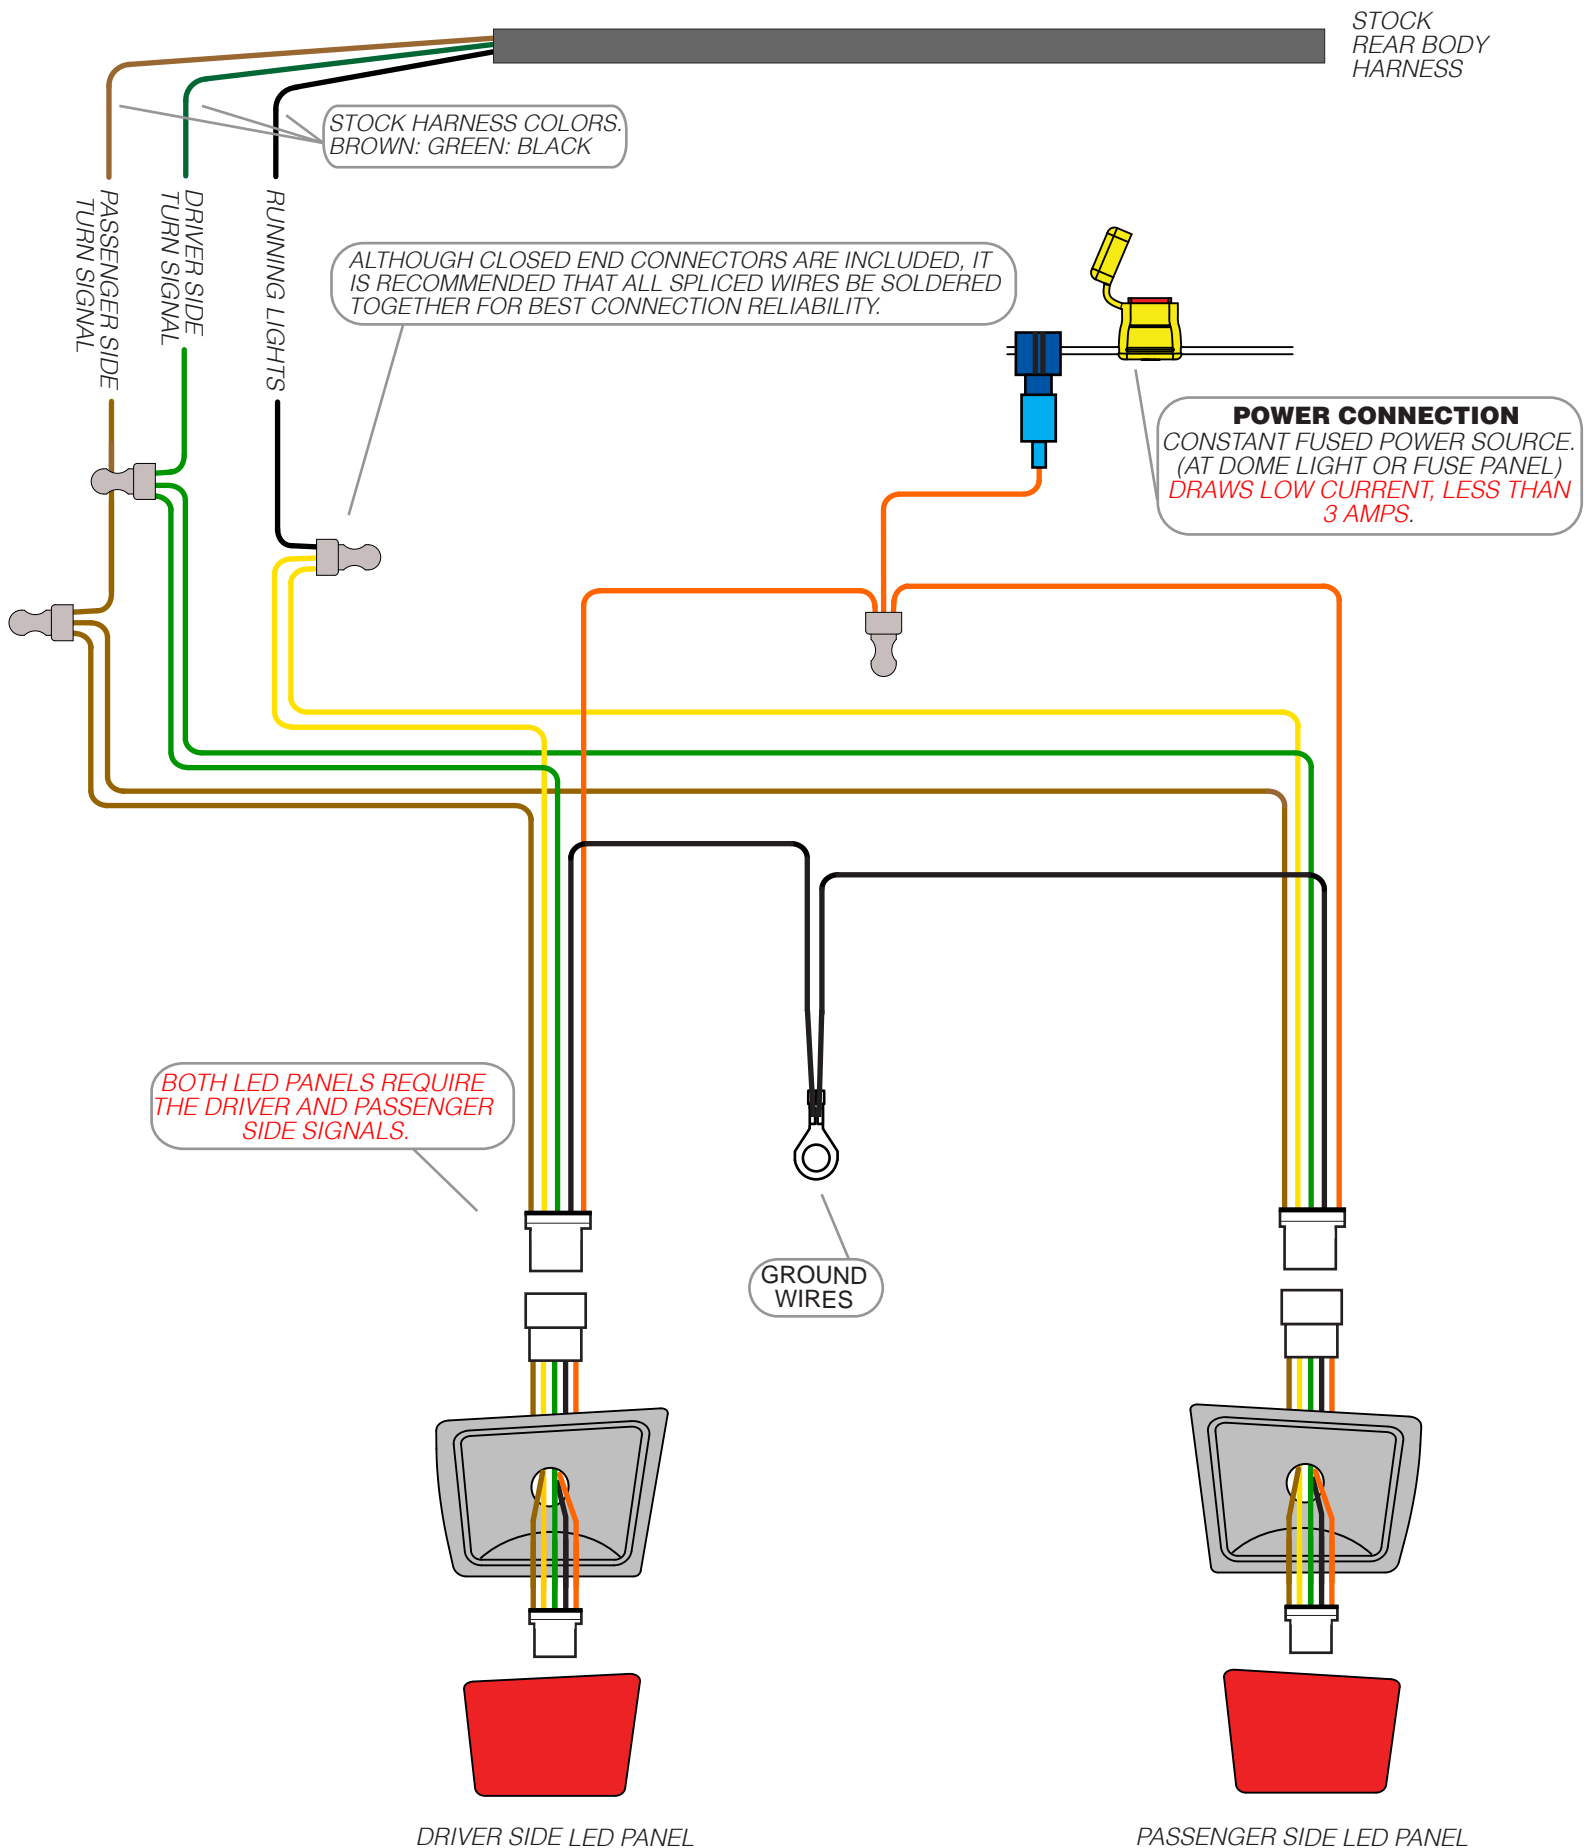 STOCK
REAR BODY
HARNESS
STOCK HARNESS COLORS.
BROWN: GREEN: BLACK
PASSENGER SIDE
TURN SIGNAL
DRIVER SIDE
TURN SIGNAL
RUNNING LIGHTS
ALTHOUGH CLOSED END CONNECTORS ARE INCLUDED, IT
IS RECOMMENDED THAT ALL SPLICED WIRES BE SOLDERED
TOGETHER FOR BEST CONNECTION RELIABILITY.
POWER CONNECTION
CONSTANT FUSED POWER SOURCE.
(AT DOME LIGHT OR FUSE PANEL)
DRAWS LOW CURRENT, LESS THAN
3 AMPS.
BOTH LED PANELS REQUIRE
THE DRIVER AND PASSENGER
SIDE SIGNALS.
GROUND
WIRES
DRIVER SIDE LED PANEL
PASSENGER SIDE LED PANEL